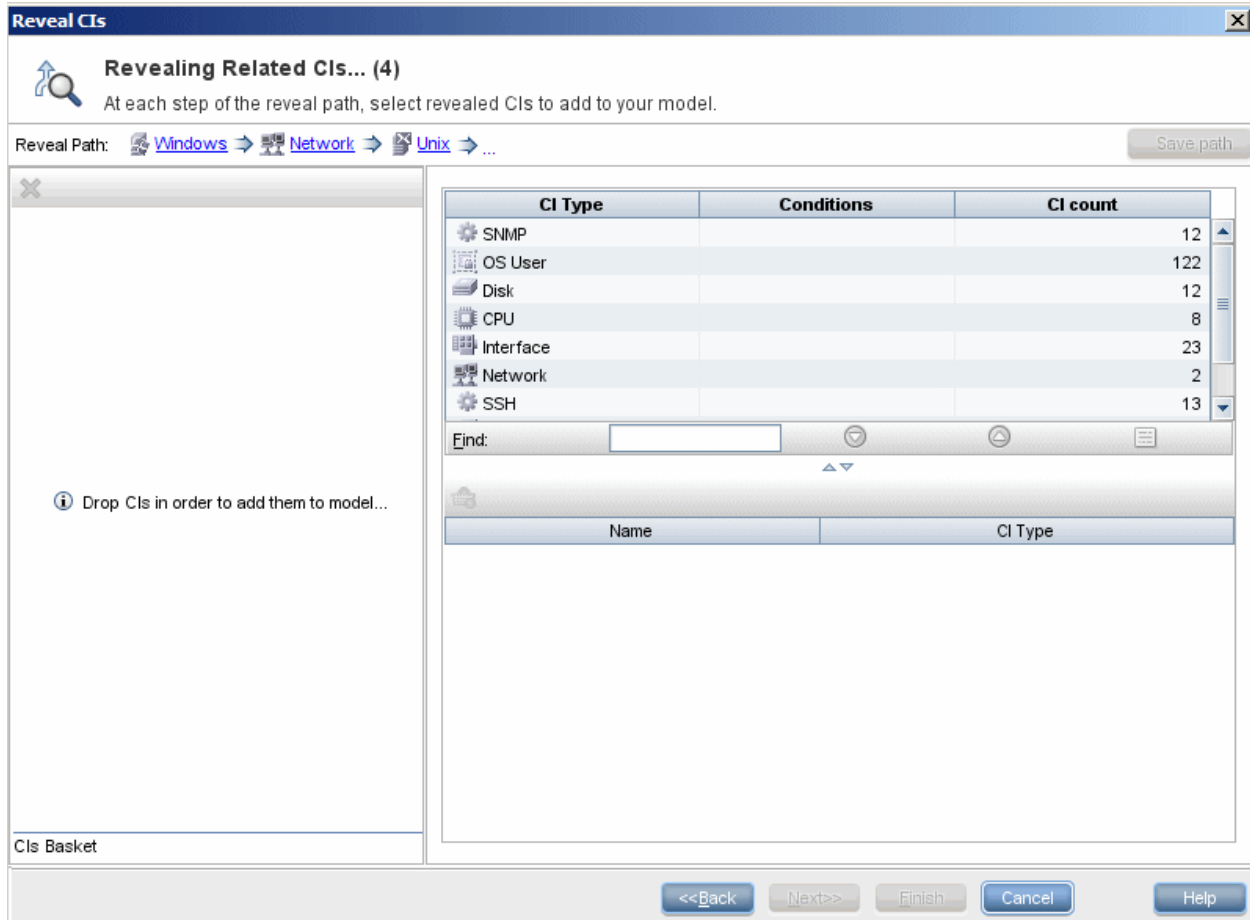 Reveal CIs
Revealing Related CIs... (4)
At each step of the reveal path, select revealed CIs to add to your model.
Reveal Path: Windows Network Unix ...
Save path
CI Type Conditions CI count
SNMP 12
OS User 122
Disk 12
CPU 8
Interface 23
Network 2
SSH 13
Find:
Drop CIs in order to add them to model...
Name CI Type
CIs Basket
<<Back Next>> Finish Cancel Help